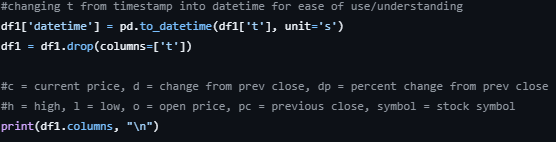 #changing t from timestamp into datetime for ease of use/understanding
df1['datetime'] = pd.to_datetime(df1['t'], unit='s')
df1 = df1.drop(columns=['t'])
#c = current price, d = change from prev close, dp = percent change from prev close
#h = high, l = low, o = open price, pc = previous close, symbol = stock symbol
print(df1.columns, "\n")